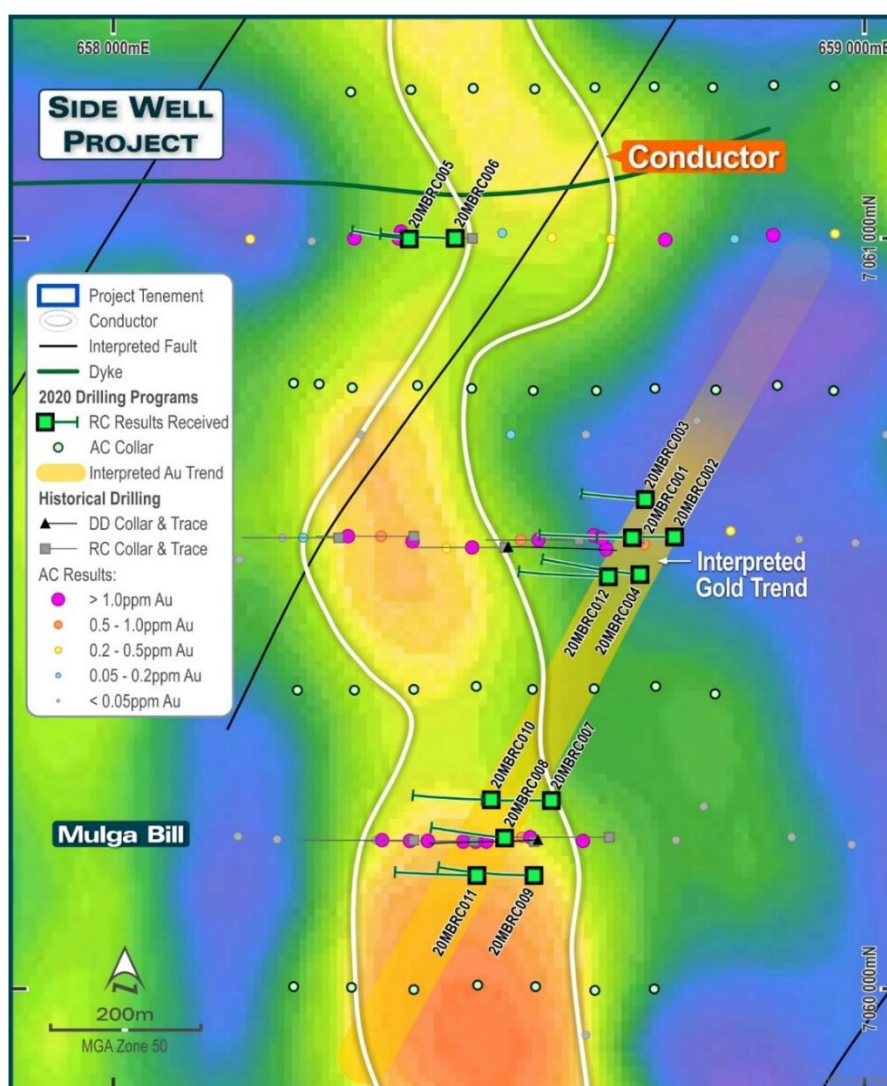 658 000mE
659 000mE
SIDE WELL
PROJECT
Conductor
20MBRC005
20MBRC006
7 061 000mN
Project Tenement
Conductor
Interpreted Fault
Dyke
2020 Drilling Programs
RC Results Received
AC Collar
Interpreted Au Trend
Historical Drilling
DD Collar & Trace
RC Collar & Trace
AC Results:
> 1.0ppm Au
0.5 - 1.0ppm Au
0.2 - 0.5ppm Au
0.05 - 0.2ppm Au
< 0.05ppm Au
20MBRC003
20MBRC001
20MBRC002
Interpreted
Gold Trend
20MBRC012
20MBRC004
20MBRC010
20MBRC008
20MBRC007
Mulga Bill
20MBRC011
20MBRC009
N
200m
MGA Zone 50
7 060 000mN